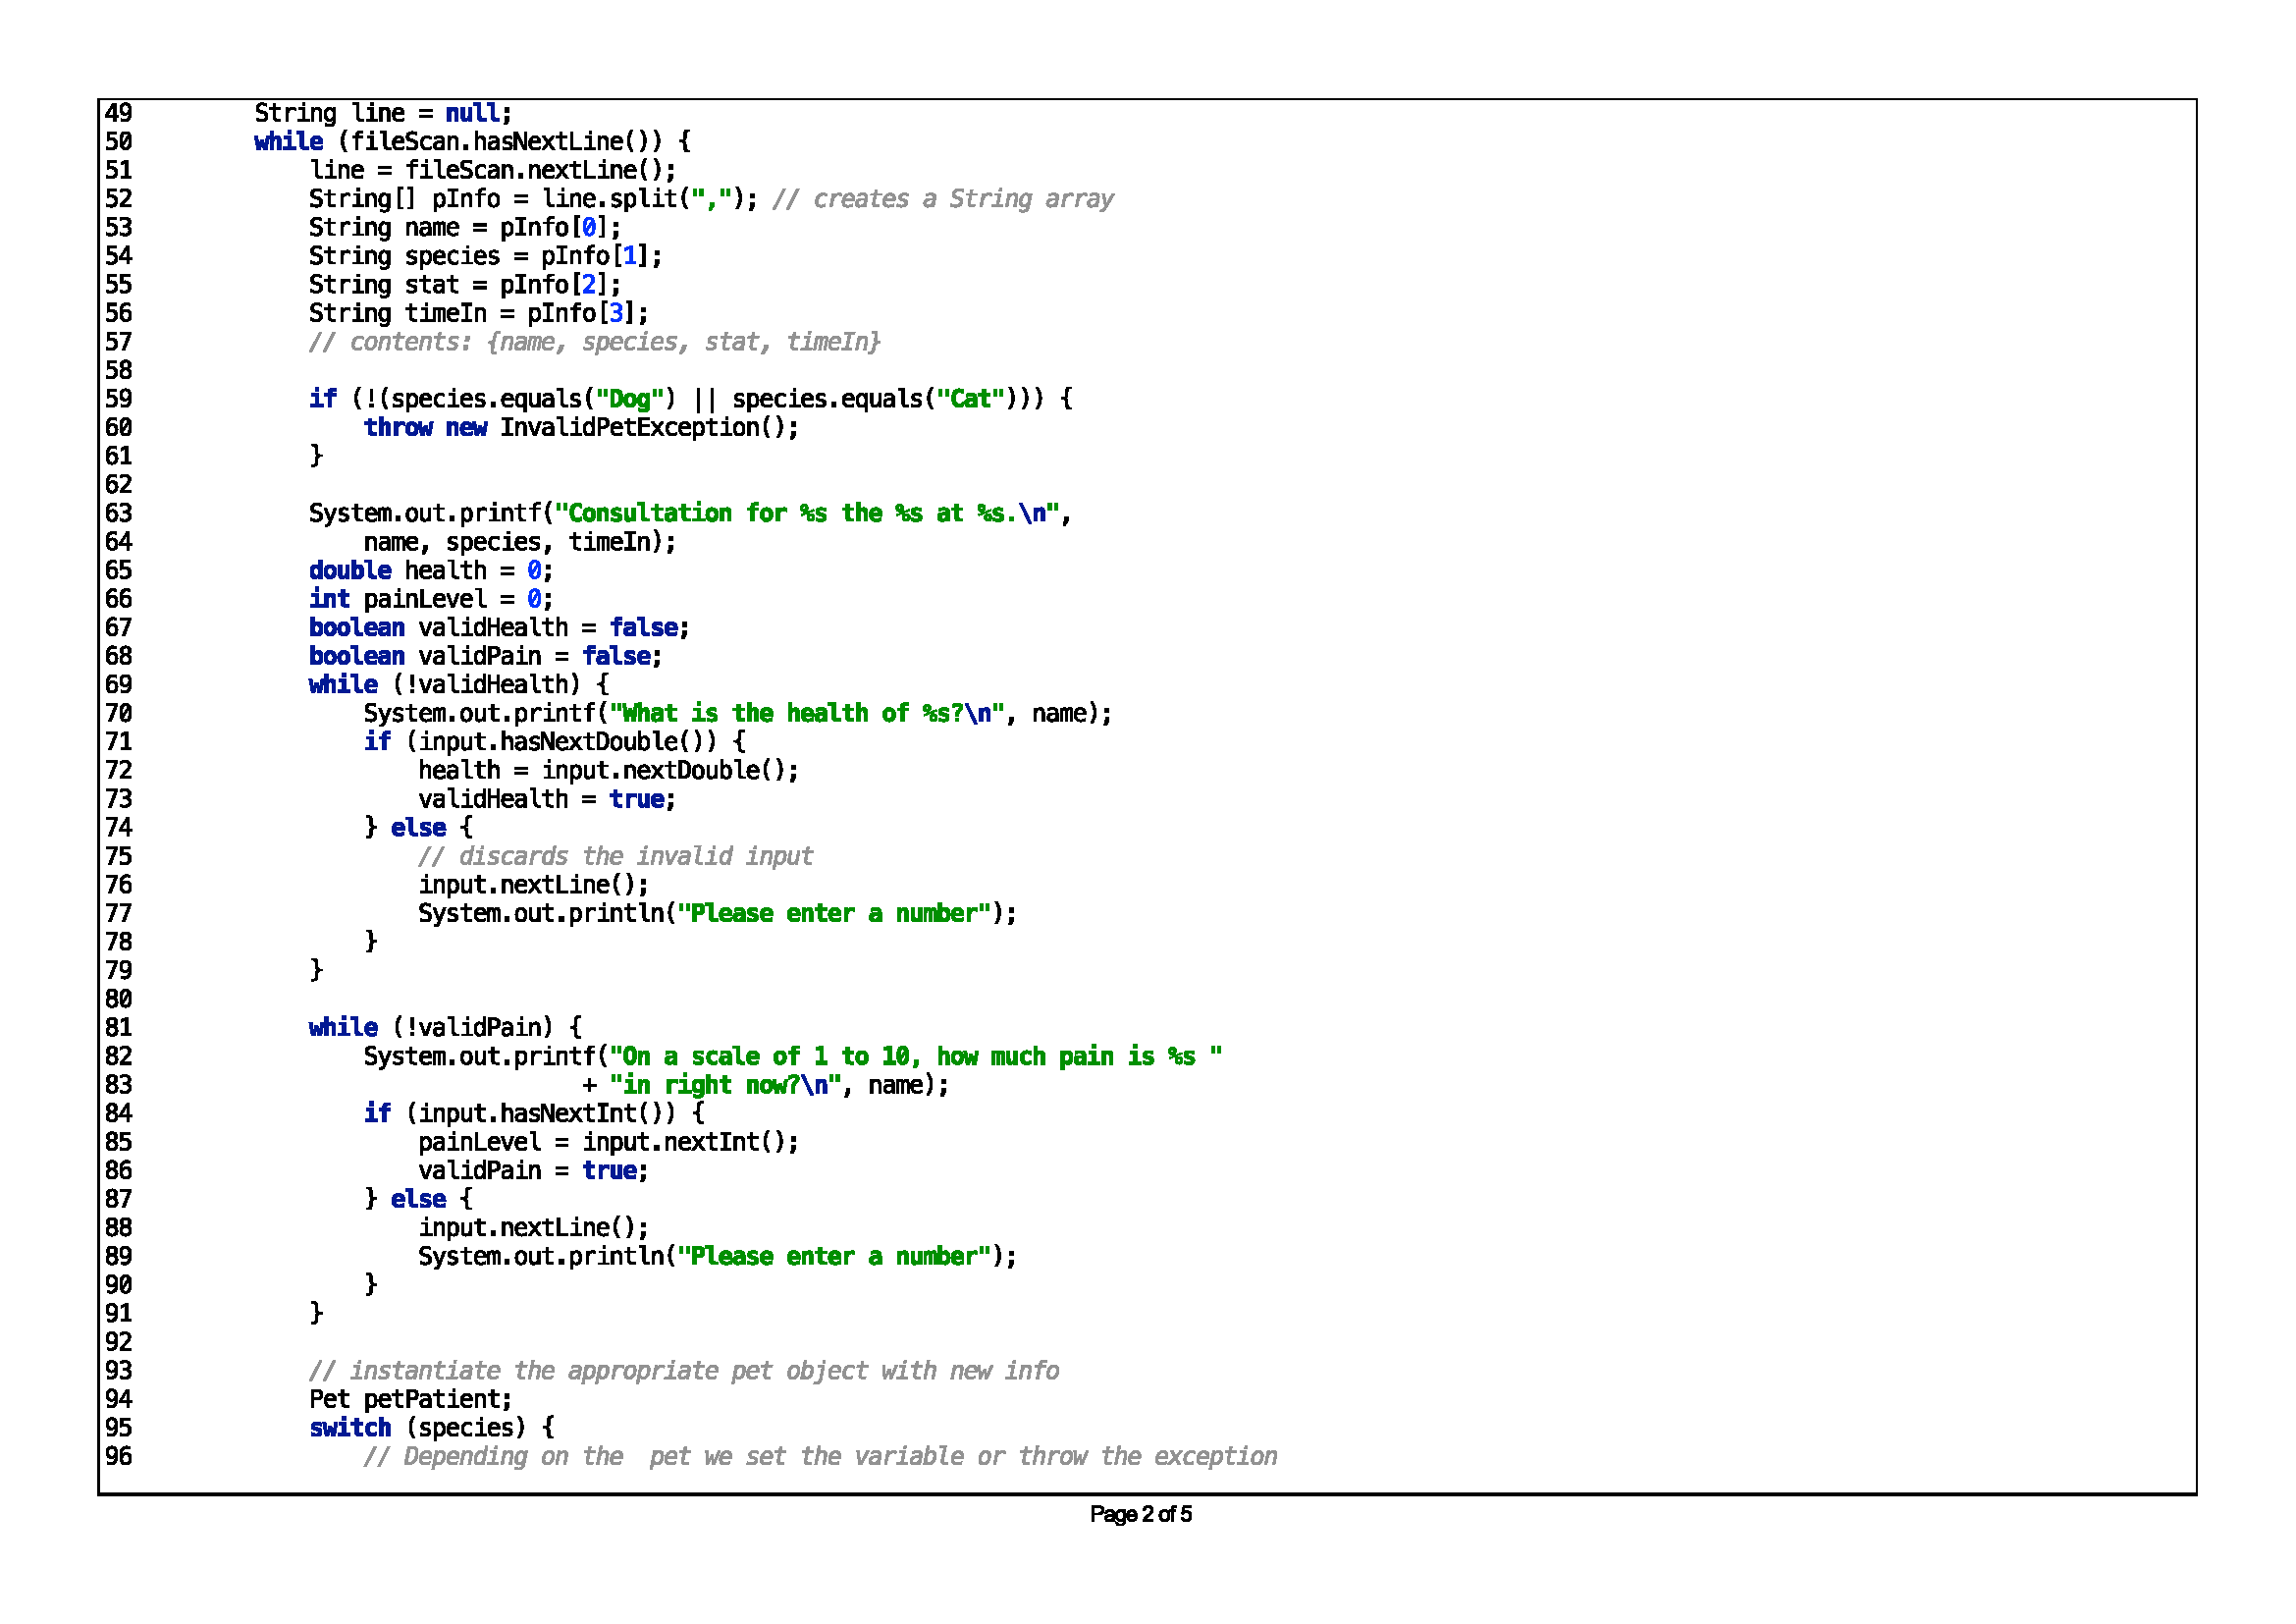 49         String line = null;
50         while (fileScan.hasNextLine()) {
51             line = fileScan.nextLine();
52             String[] pInfo = line.split(","); // creates a String array
53             String name = pInfo[0];
54             String species = pInfo[1];
55             String stat = pInfo[2];
56             String timeIn = pInfo[3];
57             // contents: {name, species, stat, timeIn}
58
59             if (!(species.equals("Dog") || species.equals("Cat"))) {
60                 throw new InvalidPetException();
61             }
62
63             System.out.printf("Consultation for %s the %s at %s.\n",
64                 name, species, timeIn);
65             double health = 0;
66             int painLevel = 0;
67             boolean validHealth = false;
68             boolean validPain = false;
69             while (!validHealth) {
70                 System.out.printf("What is the health of %s?\n", name);
71                 if (input.hasNextDouble()) {
72                     health = input.nextDouble();
73                     validHealth = true;
74                 } else {
75                     // discards the invalid input
76                     input.nextLine();
77                     System.out.println("Please enter a number");
78                 }
79             }
80
81             while (!validPain) {
82                 System.out.printf("On a scale of 1 to 10, how much pain is %s "
83                                 + "in right now?\n", name);
84                 if (input.hasNextInt()) {
85                     painLevel = input.nextInt();
86                     validPain = true;
87                 } else {
88                     input.nextLine();
89                     System.out.println("Please enter a number");
90                 }
91             }
92
93             // instantiate the appropriate pet object with new info
94             Pet petPatient;
95             switch (species) {
96                 // Depending on the  pet we set the variable or throw the exception
Page 2 of 5